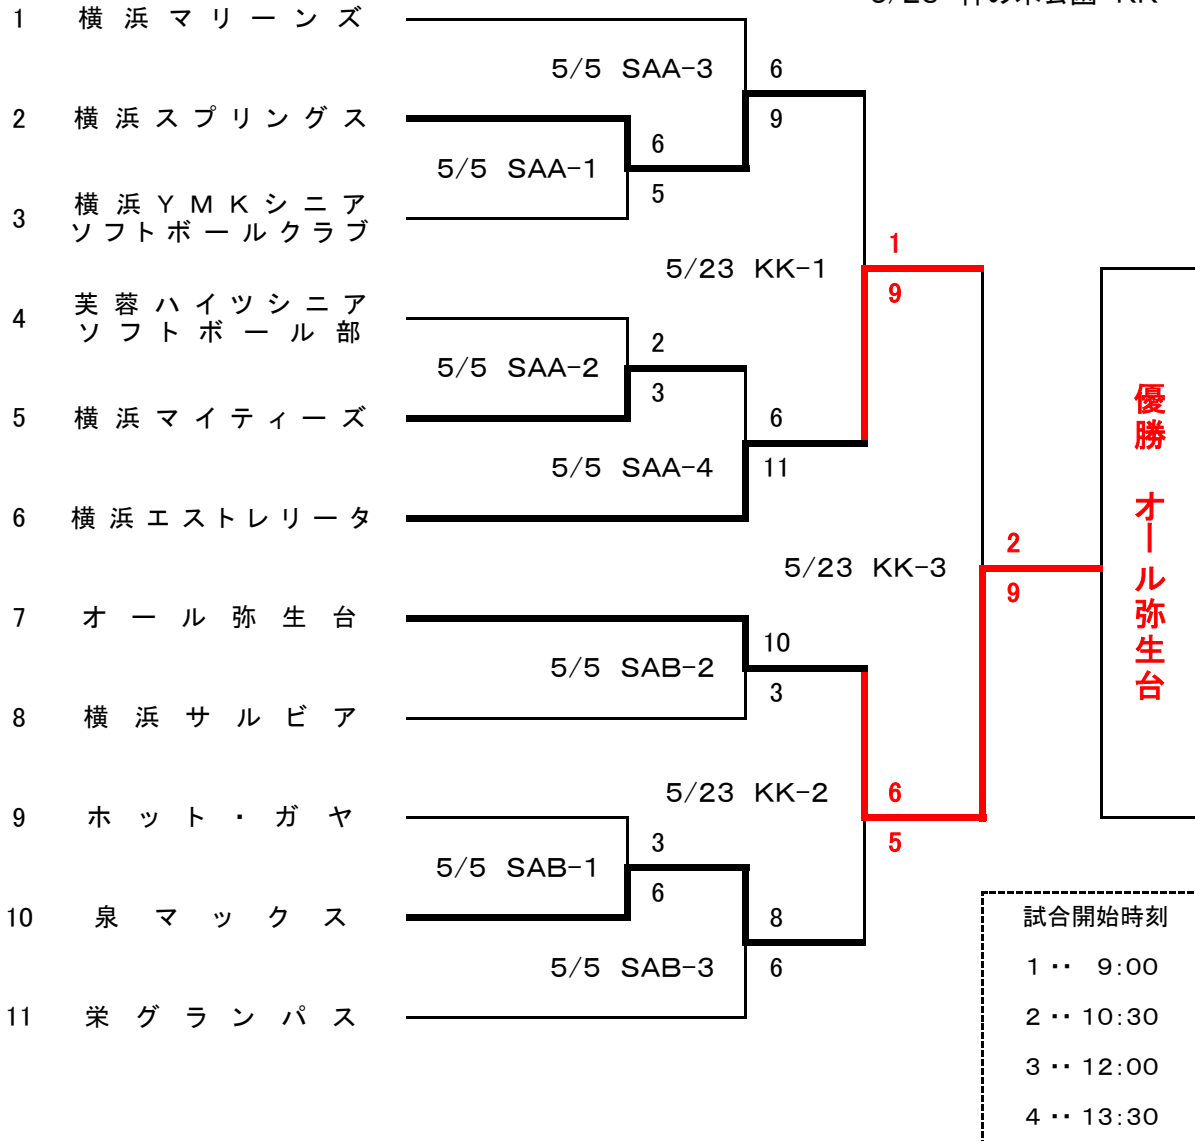 1 横浜マリーンズ
5/5 SAA-3
6
9
2 横浜スプリングス
5/5 SAA-1
6
5
3 横浜YMKシニア
ソフトボールクラブ
5/23 KK-1
1
9
4 芙蓉ハイツシニア
ソフトボール部
5/5 SAA-2
2
3
5 横浜マイティーズ
5/5 SAA-4
6
11
6 横浜エストレリータ
5/23 KK-3
2
9
7 オール弥生台
5/5 SAB-2
10
3
8 横浜サルビア
5/23 KK-2
6
5
9 ホット・ガヤ
5/5 SAB-1
3
6
10 泉マックス
5/5 SAB-3
8
6
11 栄グランパス
優勝 オール弥生台
試合開始時刻
1‥ 9:00
2‥10:30
3‥12:00
4‥13:30